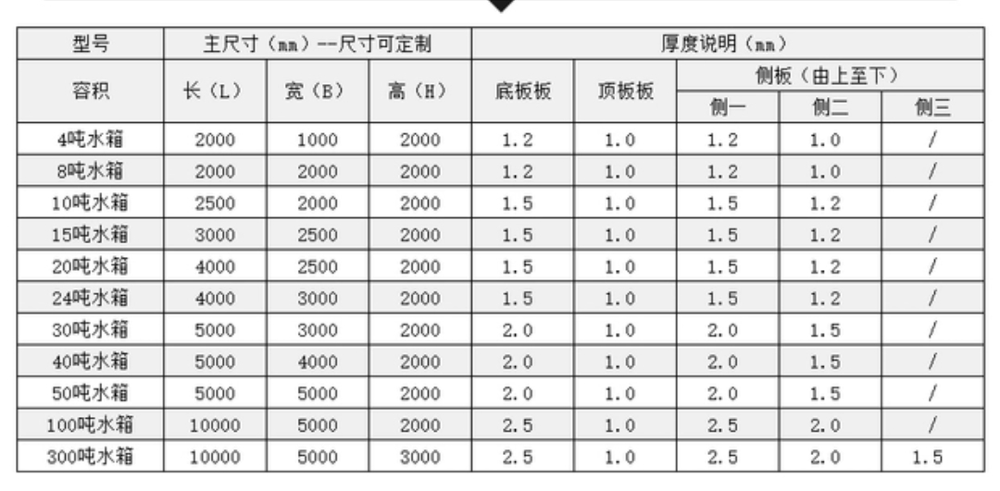 型号 主尺寸（mm）--尺寸可定制 厚度说明（mm）
容积 长（L） 宽（B） 高（H） 底板板 顶板板 侧板（由上至下）
侧一 侧二 侧三
4吨水箱 2000 1000 2000 1.2 1.0 1.2 1.0 /
8吨水箱 2000 2000 2000 1.2 1.0 1.2 1.0 /
10吨水箱 2500 2000 2000 1.5 1.0 1.5 1.2 /
15吨水箱 3000 2500 2000 1.5 1.0 1.5 1.2 /
20吨水箱 4000 2500 2000 1.5 1.0 1.5 1.2 /
24吨水箱 4000 3000 2000 1.5 1.0 1.5 1.2 /
30吨水箱 5000 3000 2000 2.0 1.0 2.0 1.5 /
40吨水箱 5000 4000 2000 2.0 1.0 2.0 1.5 /
50吨水箱 5000 5000 2000 2.0 1.0 2.0 1.5 /
100吨水箱 10000 5000 2000 2.5 1.0 2.5 2.0 /
300吨水箱 10000 5000 3000 2.5 1.0 2.5 2.0 1.5